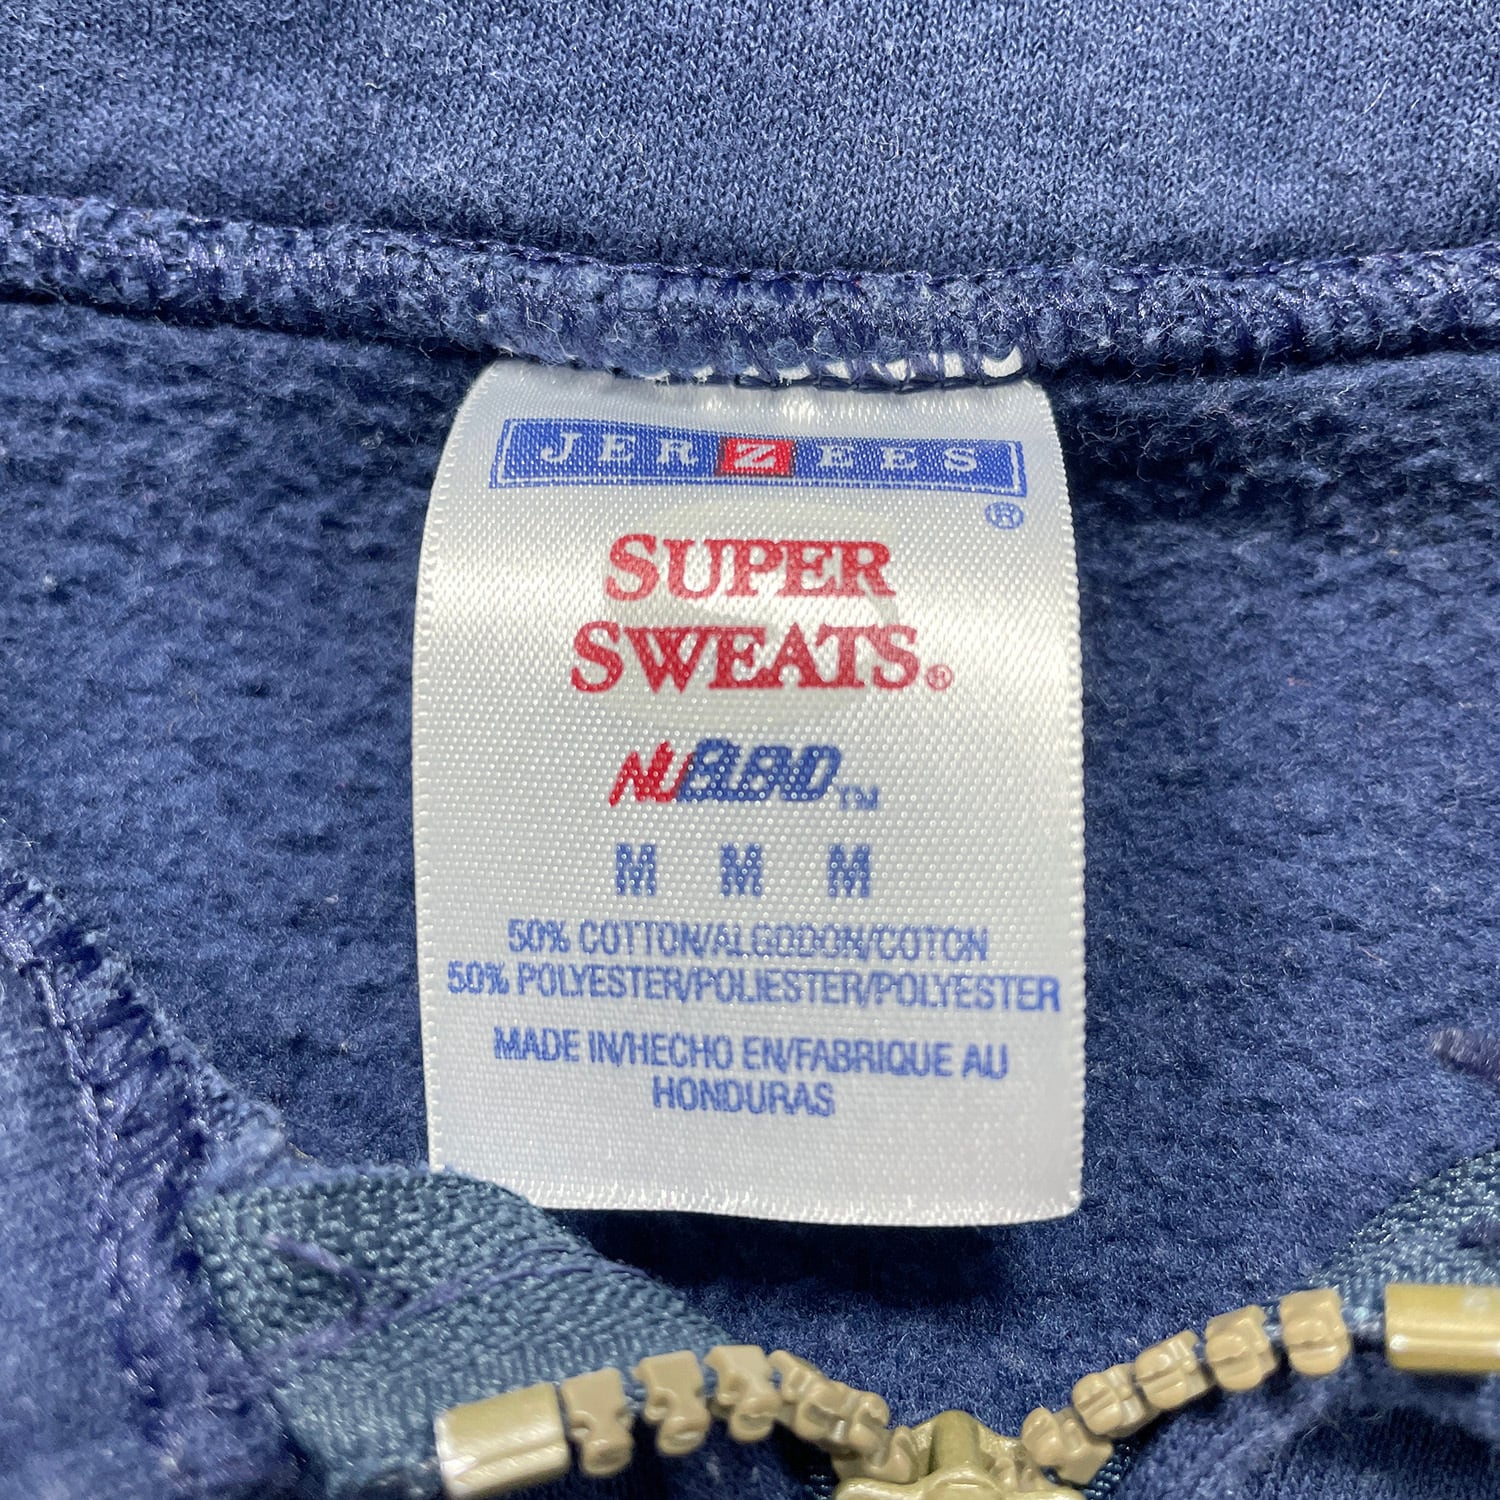 JERZEES
®
SUPER
SWEATS®
NUBLEND™
M M M
50% COTTON/ALGODON/COTON
50% POLYESTER/POLIESTER/POLYESTER
MADE IN/HECHO EN/FABRIQUE AU
HONDURAS